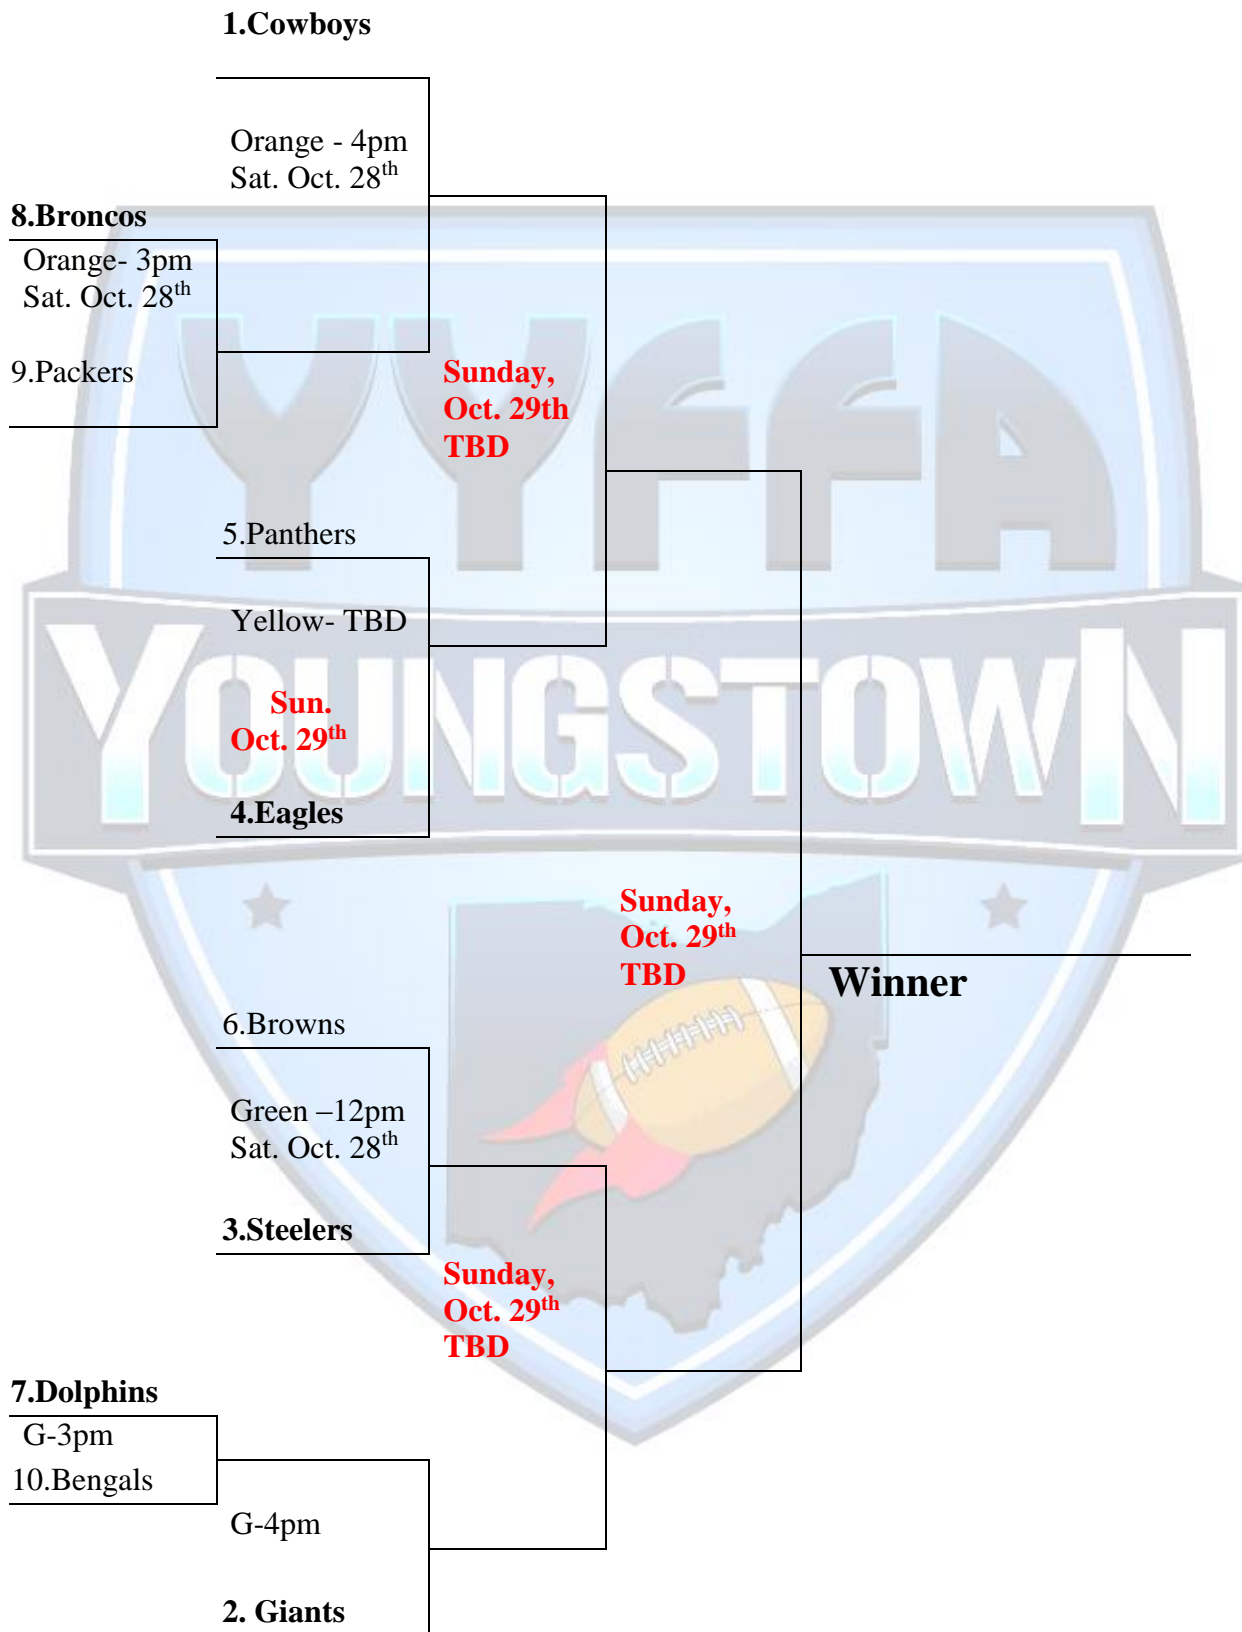 1.Cowboys
Orange - 4pm
Sat. Oct. 28th
8.Broncos
Orange- 3pm
Sat. Oct. 28th
9.Packers
Sunday,
Oct. 29th
TBD
5.Panthers
Yellow- TBD
Sun.
Oct. 29th
4.Eagles
YYFFA
YOUNGSTOWN
Sunday,
Oct. 29th
TBD
Winner
6.Browns
Green –12pm
Sat. Oct. 28th
3.Steelers
Sunday,
Oct. 29th
TBD
7.Dolphins
G-3pm
10.Bengals
G-4pm
2. Giants